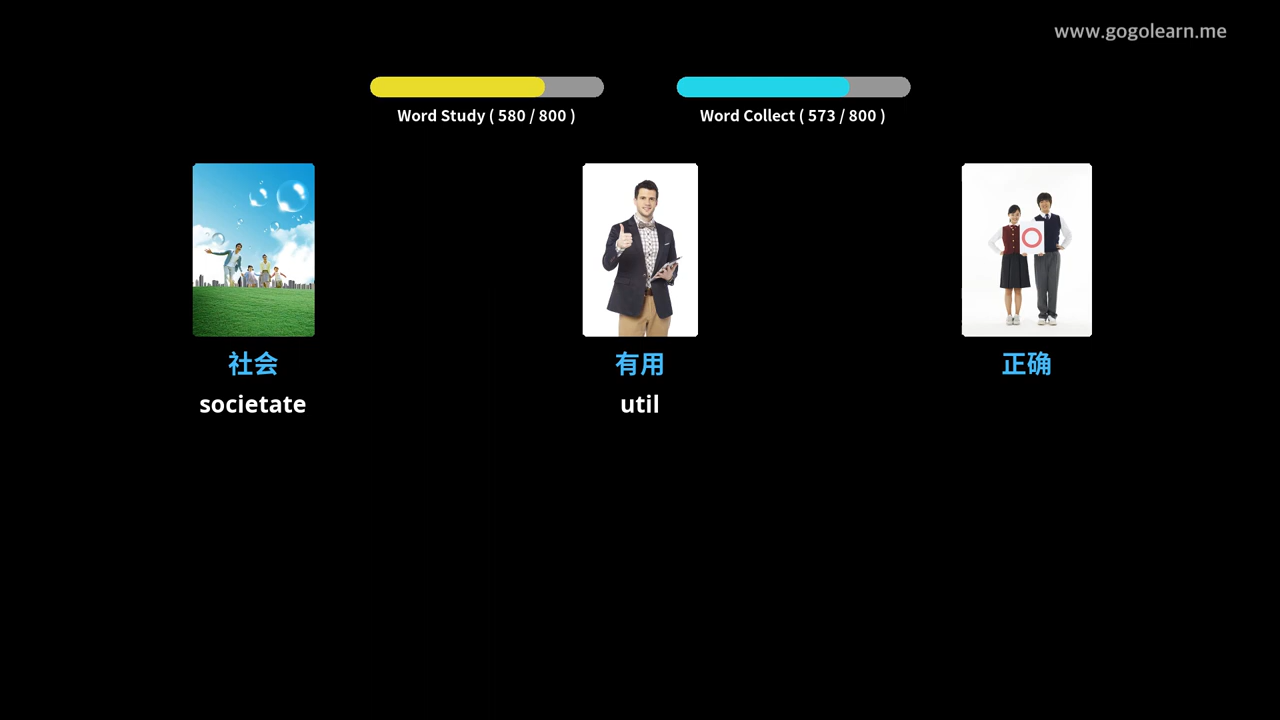 www.gogolearn.me
Word Study ( 580 / 800 )
Word Collect ( 573 / 800 )
社会
有用
正确
societate
util